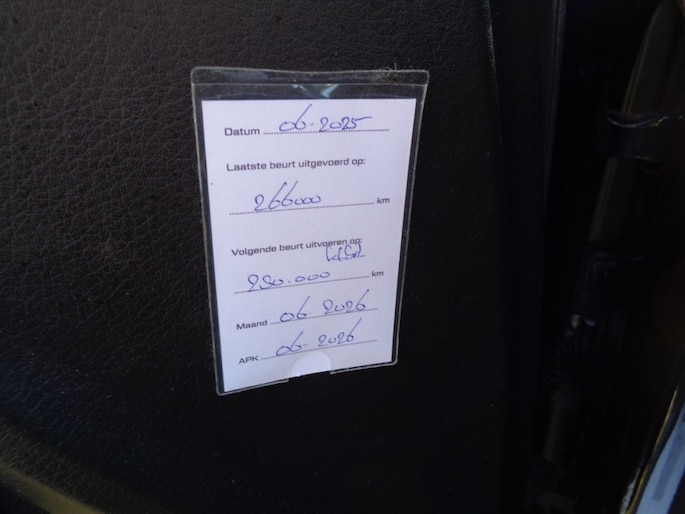 Datum 06-2025
Laatste beurt uitgevoerd op:
266000 km
Volgende beurt uitvoeren op:
290.000 km
Maand 06-2026
APK 06-2026